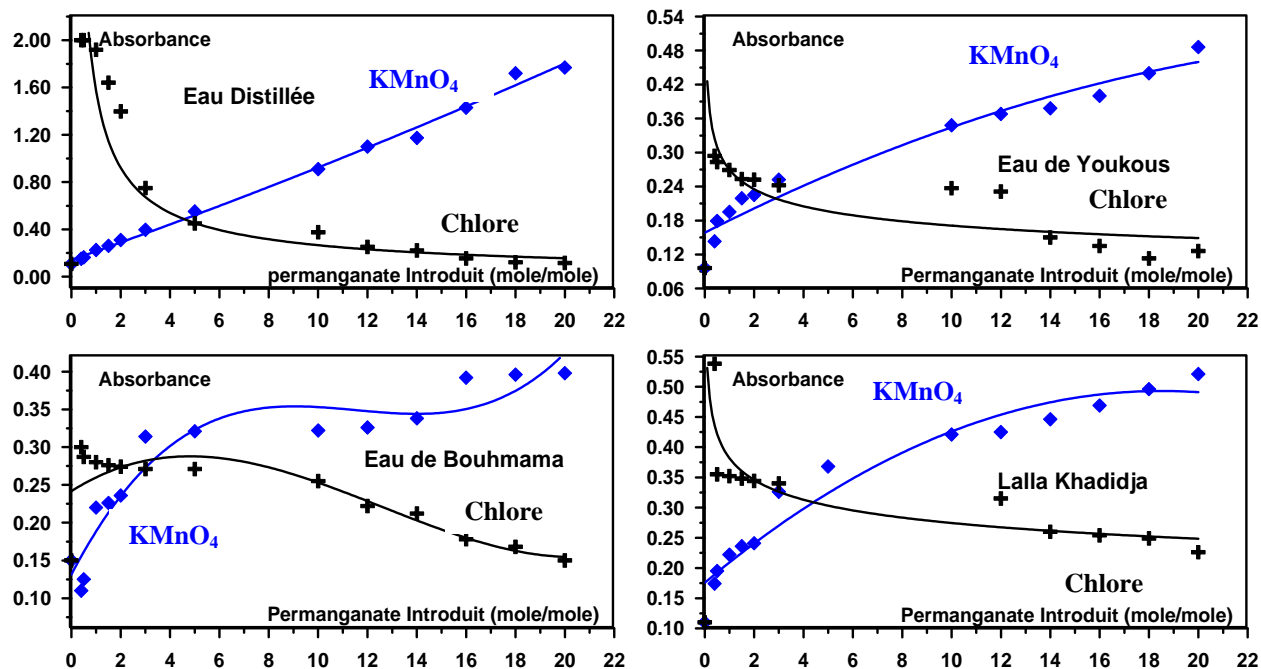 Absorbance
KMnO4
Eau Distillée
Chlore
permanganate Introduit (mole/mole)
2.00
1.60
1.20
0.80
0.40
0.00
0 2 4 6 8 10 12 14 16 18 20 22
Absorbance
KMnO4
Eau de Youkous
Chlore
Permanganate Introduit (mole/mole)
0.54
0.48
0.42
0.36
0.30
0.24
0.18
0.12
0.06
0 2 4 6 8 10 12 14 16 18 20 22
Absorbance
Eau de Bouhmama
Chlore
KMnO4
Permanganate Introduit (mole/mole)
0.40
0.35
0.30
0.25
0.20
0.15
0.10
0 2 4 6 8 10 12 14 16 18 20 22
Absorbance
KMnO4
Lalla Khadidja
Chlore
Permanganate Introduit (mole/mole)
0.55
0.50
0.45
0.40
0.35
0.30
0.25
0.20
0.15
0.10
0 2 4 6 8 10 12 14 16 18 20 22